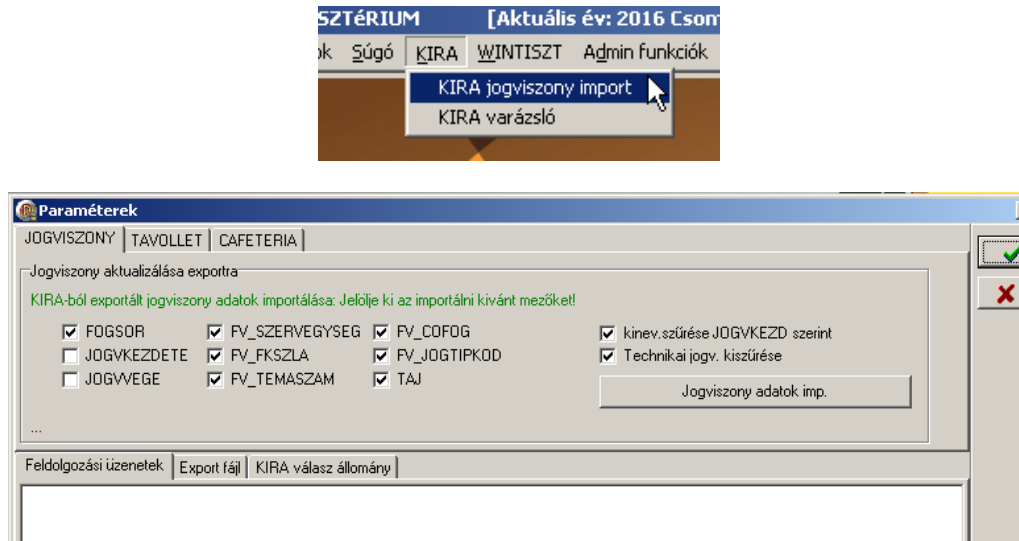 SZTéRIUM [Aktuális év: 2016 Csom
ok Súgó KIRA WINTISZT Admin funkciók
KIRA jogviszony import
KIRA varázsló
Paraméterek
JOGVISZONY TAVOLLET CAFETERIA
Jogviszony aktualizálása exportra
KIRA-ból exportált jogviszony adatok importálása: Jelölje ki az importálni kívánt mezőket!
FOGSOR FV_SZERVEGYSEG FV_COFOG kinev.szűrése JOGVKEZD szerint
JOGVKEZDETE FV_FKSZLA FV_JOGTIPKOD Technikai jogv. kiszűrése
JOGVVEGE FV_TEMASZAM TAJ Jogviszony adatok imp.
...
Feldolgozási üzenetek Export fájl KIRA válasz állomány